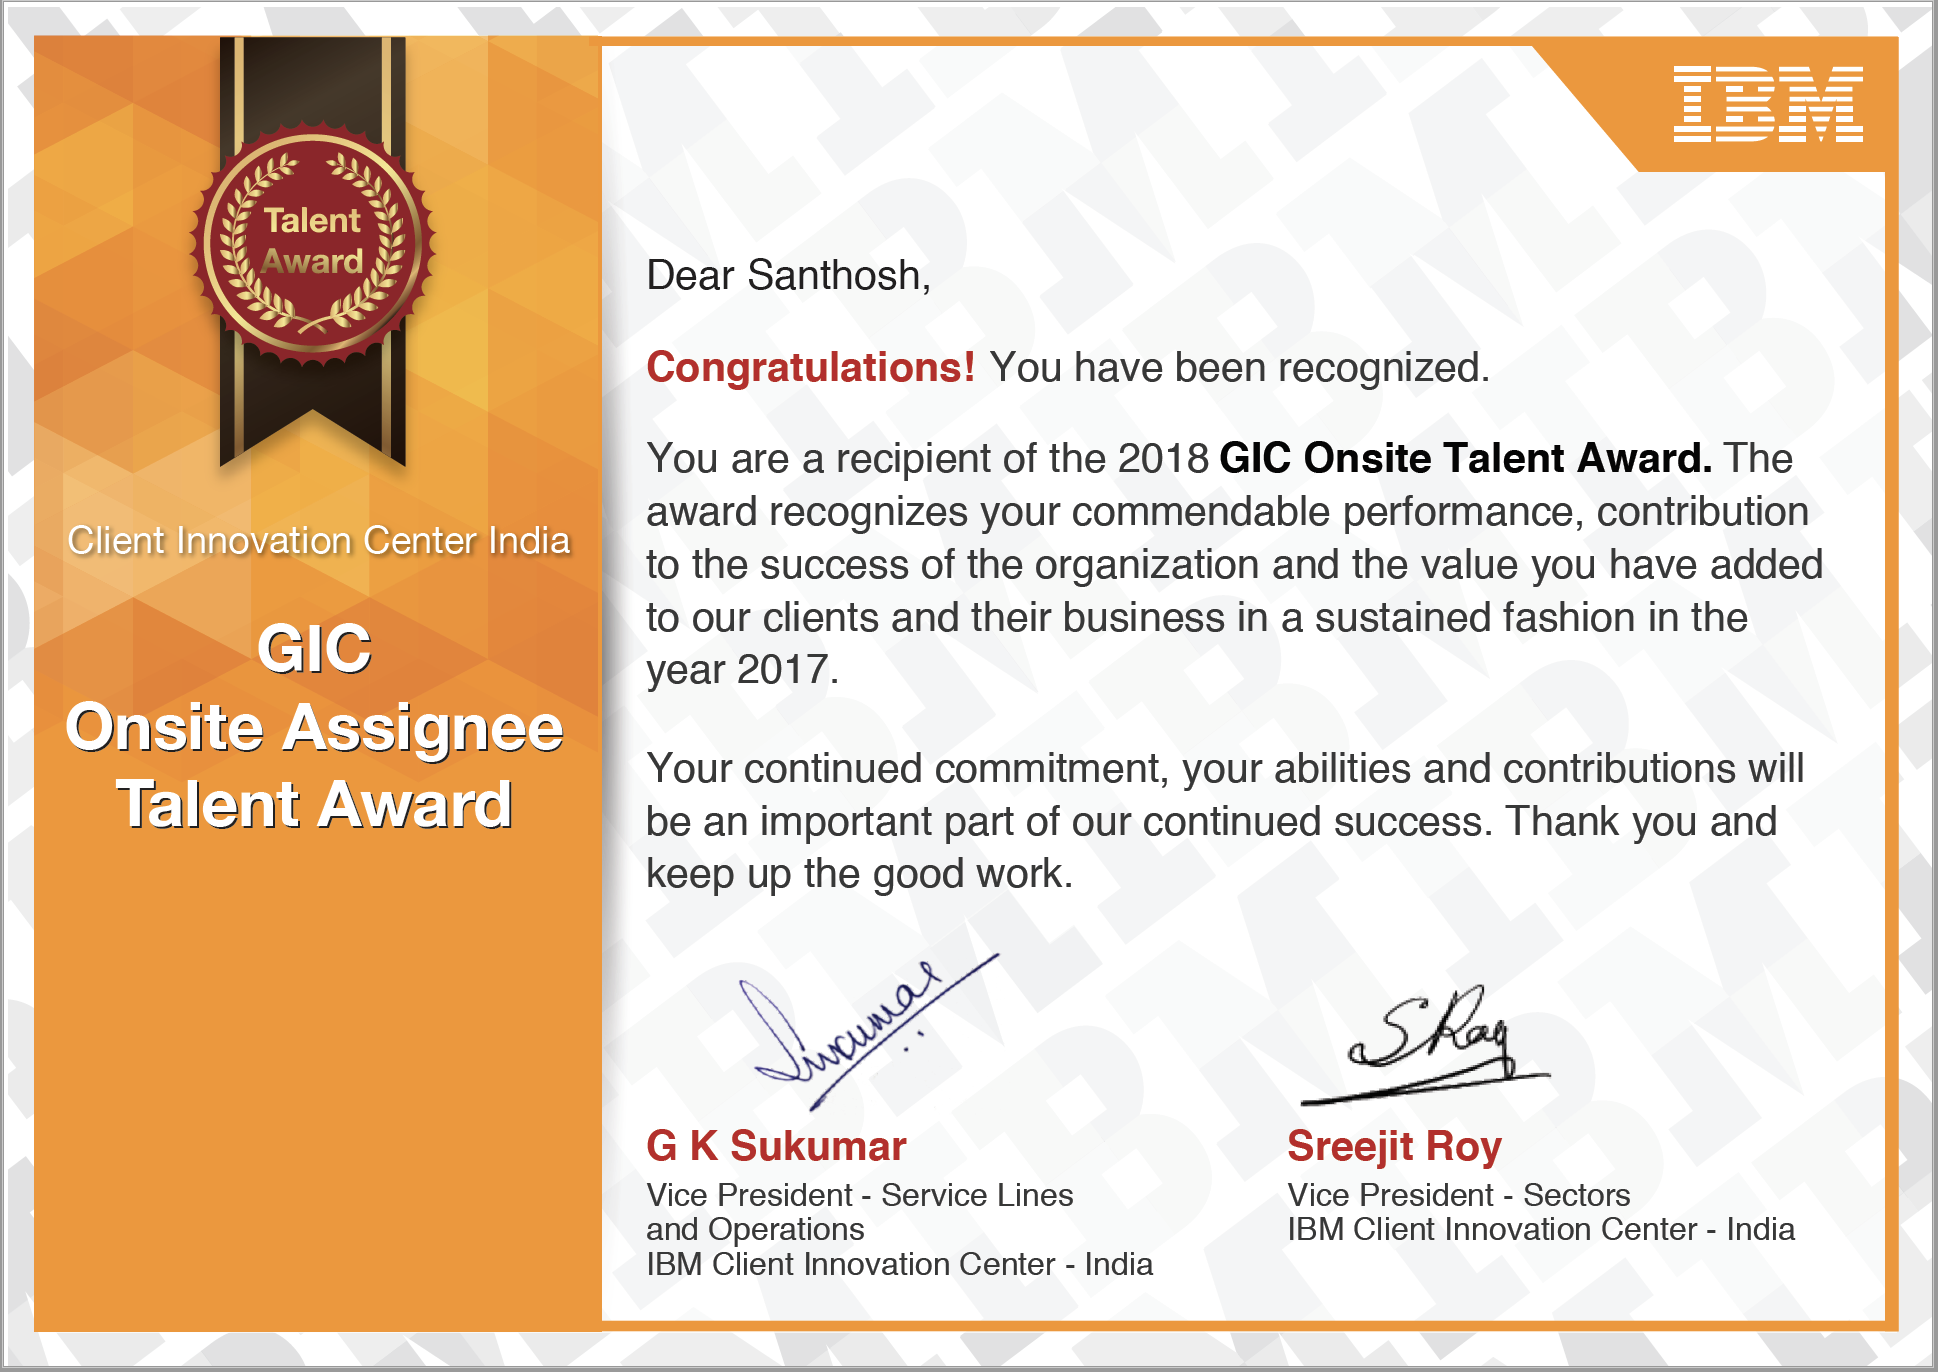 IBM
Talent
Award
Client Innovation Center India
GIC
Onsite Assignee
Talent Award
Dear Santhosh,
Congratulations! You have been recognized.
You are a recipient of the 2018 GIC Onsite Talent Award. The
award recognizes your commendable performance, contribution
to the success of the organization and the value you have added
to our clients and their business in a sustained fashion in the
year 2017.
Your continued commitment, your abilities and contributions will
be an important part of our continued success. Thank you and
keep up the good work.
Sukumar
S Roy
G K Sukumar
Vice President - Service Lines
and Operations
IBM Client Innovation Center - India
Sreejit Roy
Vice President - Sectors
IBM Client Innovation Center - India